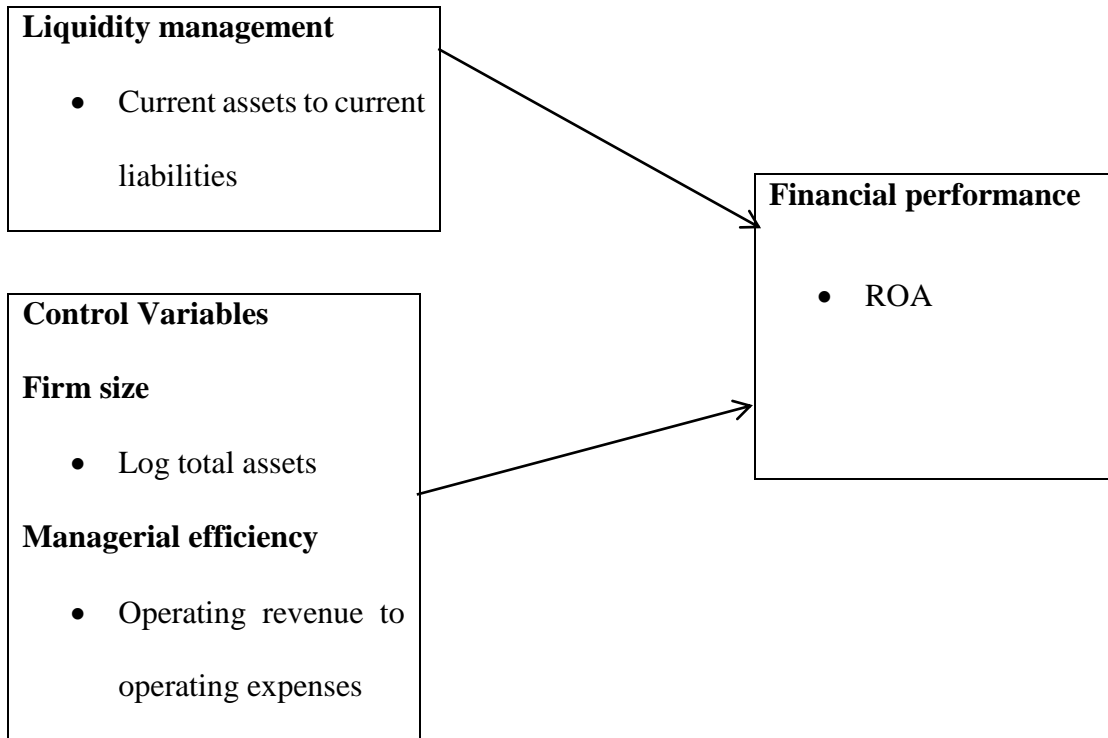 Liquidity management
• Current assets to current
liabilities
Control Variables
Firm size
• Log total assets
Managerial efficiency
• Operating revenue to
operating expenses
Financial performance
• ROA